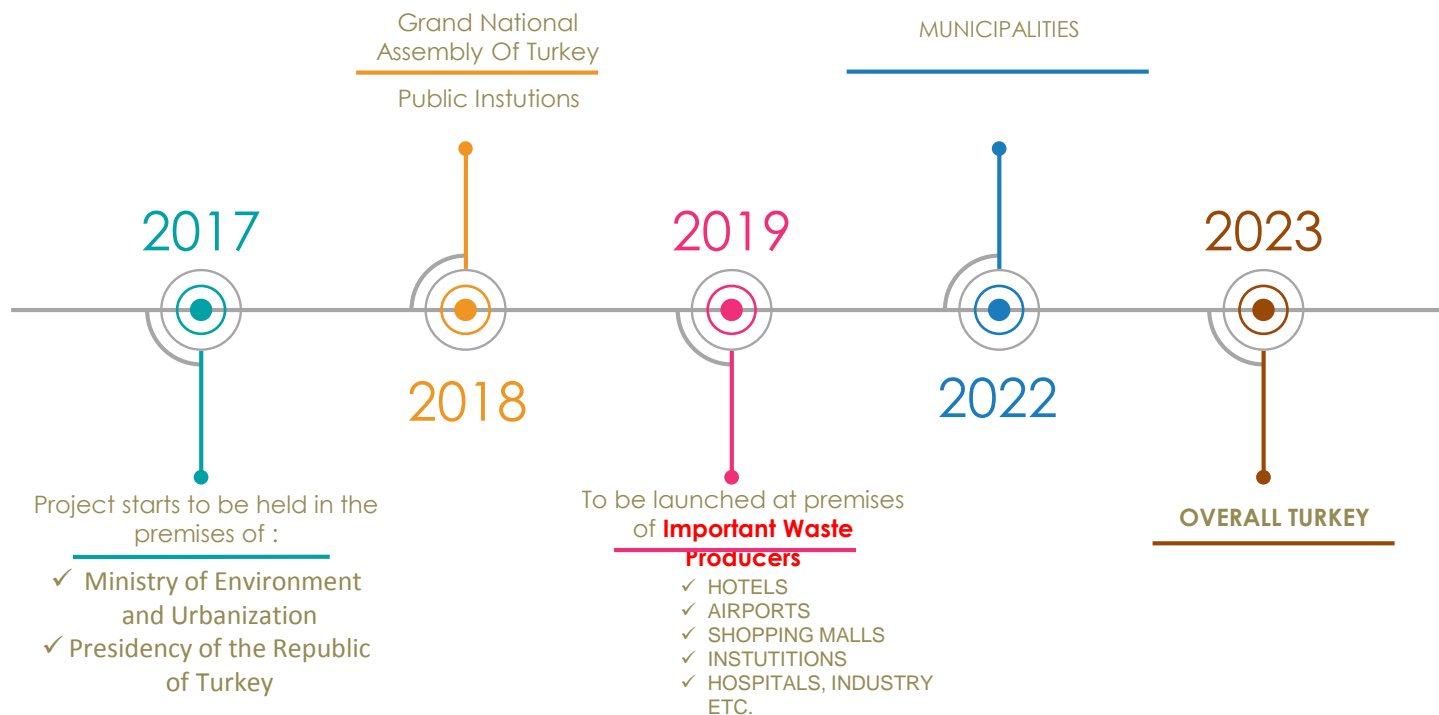 Grand National
Assembly Of Turkey
Public Instutions
MUNICIPALITIES
2017
2019
2023
2018
2022
Project starts to be held in the
premises of :
✓ Ministry of Environment
and Urbanization
✓ Presidency of the Republic
of Turkey
To be launched at premises
of Important Waste
Producers
✓ HOTELS
✓ AIRPORTS
✓ SHOPPING MALLS
✓ INSTUTITIONS
✓ HOSPITALS, INDUSTRY
ETC.
OVERALL TURKEY